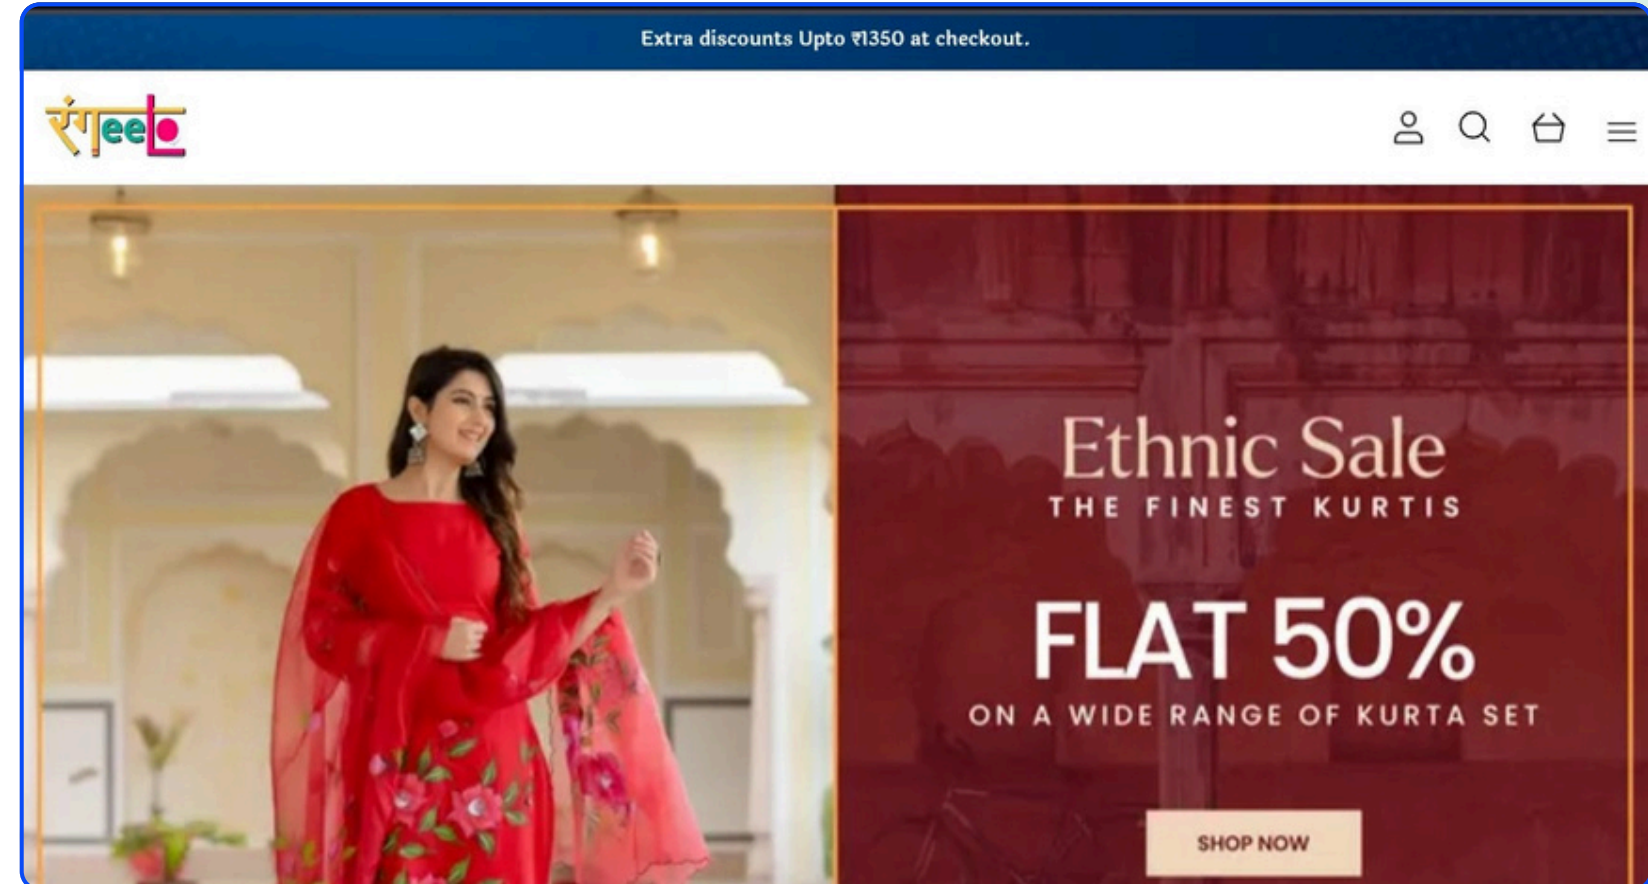 Extra discounts Upto ₹1350 at checkout.
रंगeelo
Ethnic Sale
THE FINEST KURTIS
FLAT 50%
ON A WIDE RANGE OF KURTA SET
SHOP NOW